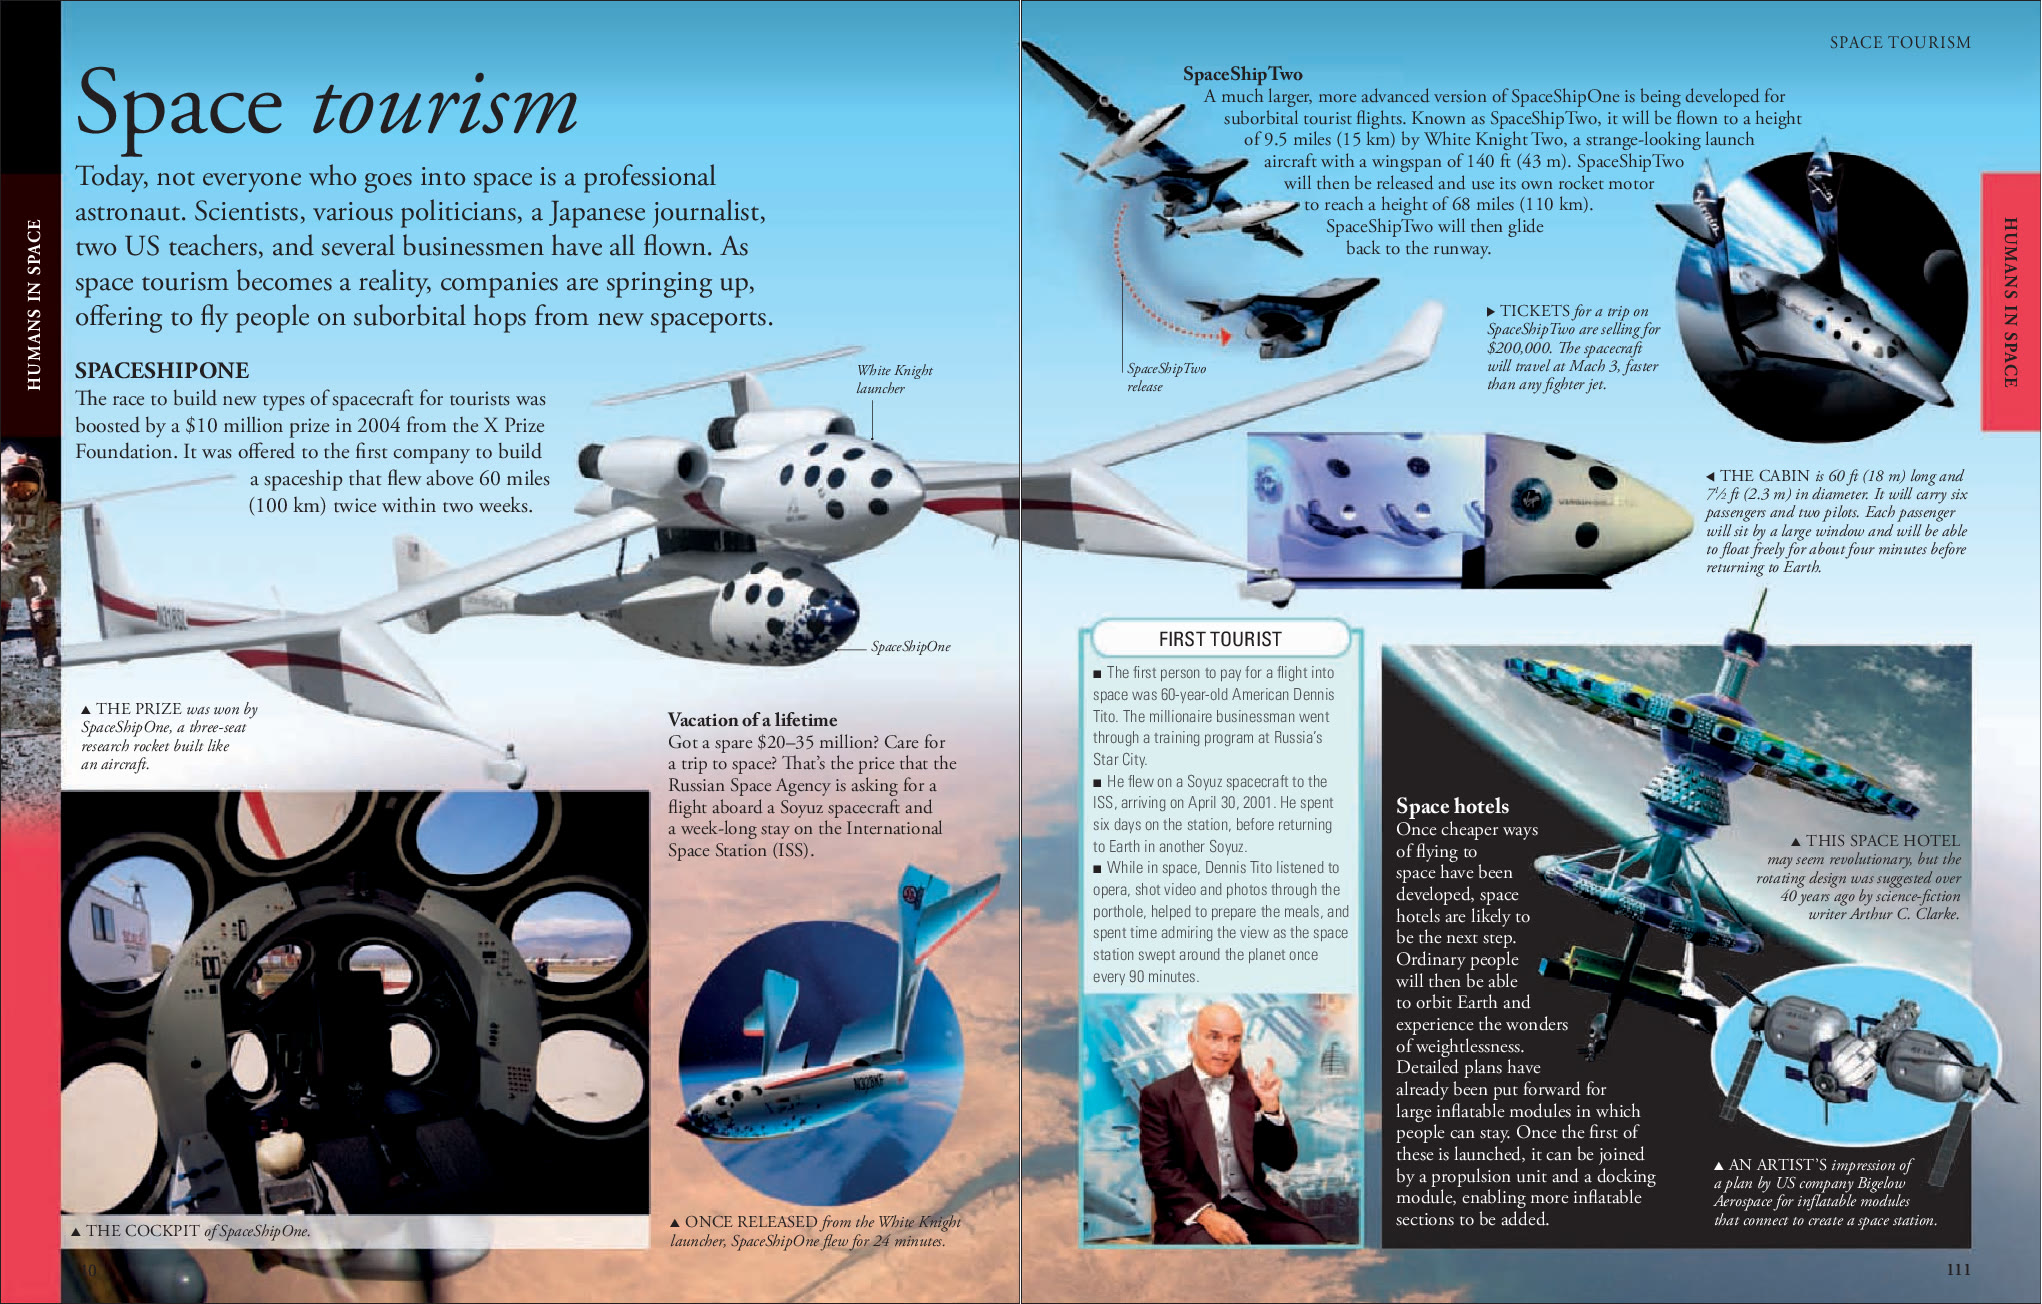 HUMANS IN SPACE
Space tourism
Today, not everyone who goes into space is a professional
astronaut. Scientists, various politicians, a Japanese journalist,
two US teachers, and several businessmen have all flown. As
space tourism becomes a reality, companies are springing up,
offering to fly people on suborbital hops from new spaceports.
SPACESHIPONE
The race to build new types of spacecraft for tourists was
boosted by a $10 million prize in 2004 from the X Prize
Foundation. It was offered to the first company to build
a spaceship that flew above 60 miles
(100 km) twice within two weeks.
White Knight
launcher
SpaceShipOne
▲ THE PRIZE was won by
SpaceShipOne, a three-seat
research rocket built like
an aircraft.
Vacation of a lifetime
Got a spare $20–35 million? Care for
a trip to space? That's the price that the
Russian Space Agency is asking for a
flight aboard a Soyuz spacecraft and
a week-long stay on the International
Space Station (ISS).
N328KF
▲ THE COCKPIT of SpaceShipOne.
▲ ONCE RELEASED from the White Knight
launcher, SpaceShipOne flew for 24 minutes.
SPACE TOURISM
SpaceShipTwo
A much larger, more advanced version of SpaceShipOne is being developed for
suborbital tourist flights. Known as SpaceShipTwo, it will be flown to a height
of 9.5 miles (15 km) by White Knight Two, a strange-looking launch
aircraft with a wingspan of 140 ft (43 m). SpaceShipTwo
will then be released and use its own rocket motor
to reach a height of 68 miles (110 km).
SpaceShipTwo will then glide
back to the runway.
SpaceShipTwo
release
▶ TICKETS for a trip on
SpaceShipTwo are selling for
$200,000. The spacecraft
will travel at Mach 3, faster
than any fighter jet.
◀ THE CABIN is 60 ft (18 m) long and
7½ ft (2.3 m) in diameter. It will carry six
passengers and two pilots. Each passenger
will sit by a large window and will be able
to float freely for about four minutes before
returning to Earth.
HUMANS IN SPACE
FIRST TOURIST
■ The first person to pay for a flight into
space was 60-year-old American Dennis
Tito. The millionaire businessman went
through a training program at Russia's
Star City.
■ He flew on a Soyuz spacecraft to the
ISS, arriving on April 30, 2001. He spent
six days on the station, before returning
to Earth in another Soyuz.
■ While in space, Dennis Tito listened to
opera, shot video and photos through the
porthole, helped to prepare the meals, and
spent time admiring the view as the space
station swept around the planet once
every 90 minutes.
Space hotels
Once cheaper ways
of flying to
space have been
developed, space
hotels are likely to
be the next step.
Ordinary people
will then be able
to orbit Earth and
experience the wonders
of weightlessness.
Detailed plans have
already been put forward for
large inflatable modules in which
people can stay. Once the first of
these is launched, it can be joined
by a propulsion unit and a docking
module, enabling more inflatable
sections to be added.
▲ THIS SPACE HOTEL
may seem revolutionary, but the
rotating design was suggested over
40 years ago by science-fiction
writer Arthur C. Clarke.
▲ AN ARTIST'S impression of
a plan by US company Bigelow
Aerospace for inflatable modules
that connect to create a space station.
111